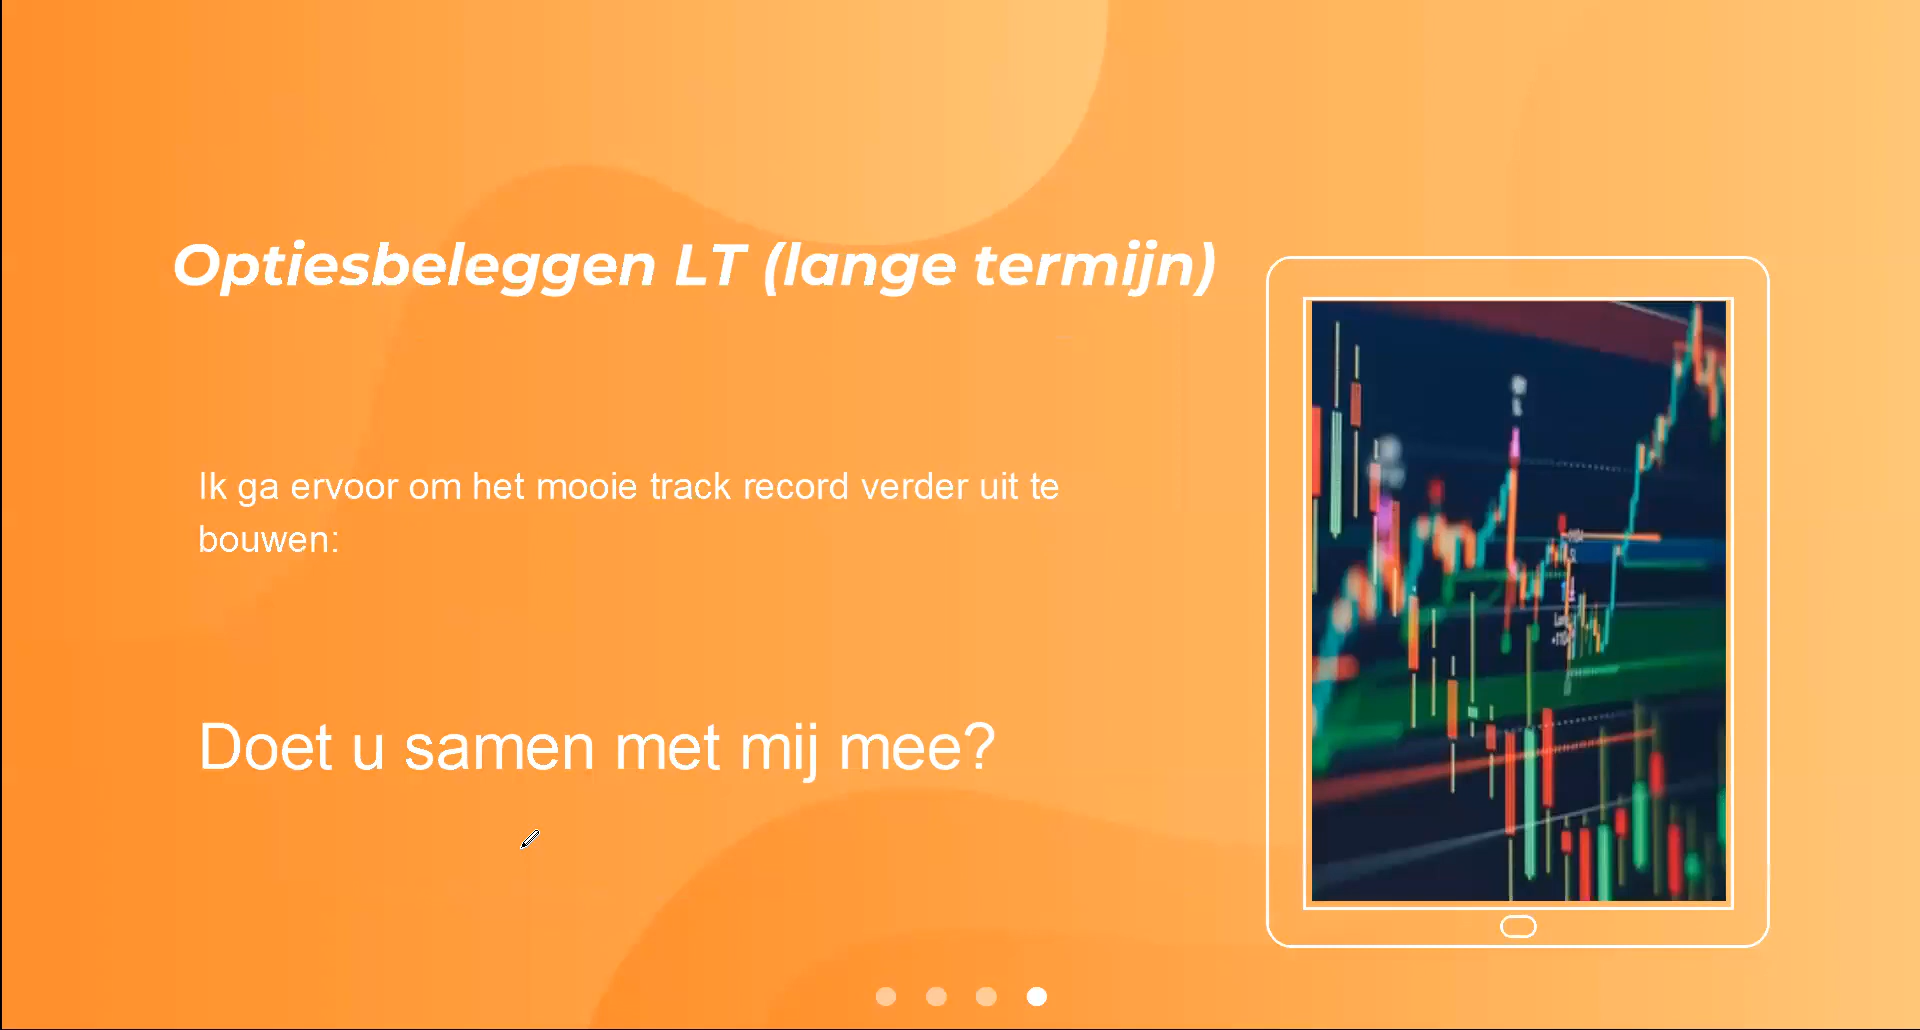 Optiesbeleggen LT (lange termijn)
Ik ga ervoor om het mooie track record verder uit te
bouwen:
Doet u samen met mij mee?